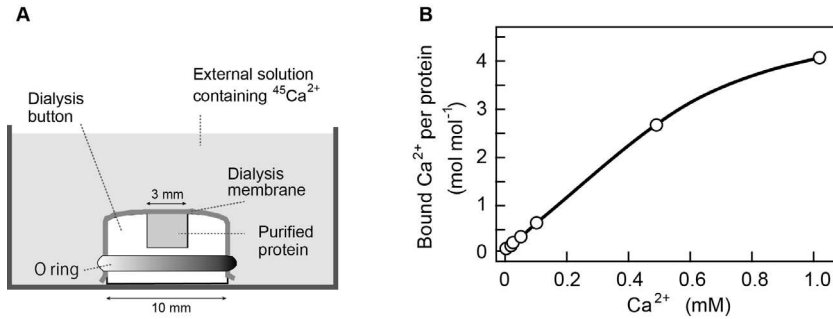 A
External solution
containing ⁴⁵Ca²⁺
Dialysis
button
Dialysis
membrane
3 mm
Purified
protein
O ring
10 mm
B
Bound Ca²⁺ per protein
(mol mol⁻¹)
4
3
2
1
0
0
0.2
0.4
0.6
0.8
1.0
Ca²⁺ (mM)